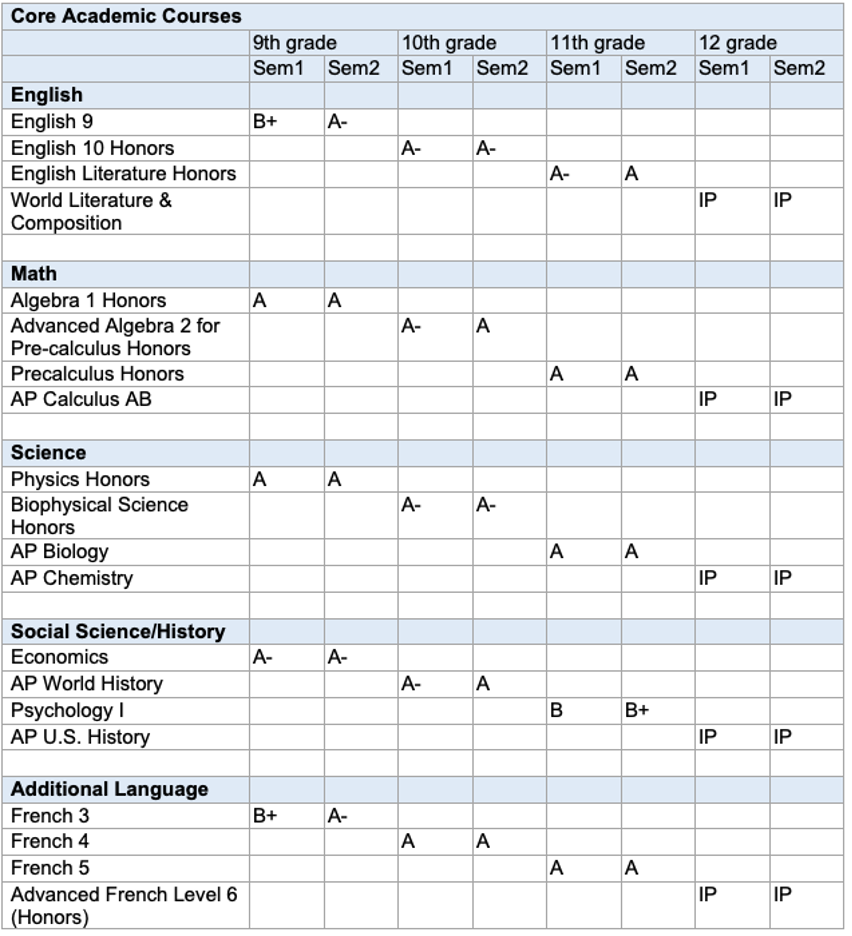 Core Academic Courses
9th grade 10th grade 11th grade 12 grade
Sem1 Sem2 Sem1 Sem2 Sem1 Sem2 Sem1 Sem2
English
English 9 B+ A-
English 10 Honors A- A-
English Literature Honors A- A
World Literature & IP IP
Composition
Math
Algebra 1 Honors A A
Advanced Algebra 2 for A- A
Pre-calculus Honors
Precalculus Honors A A
AP Calculus AB IP IP
Science
Physics Honors A A
Biophysical Science A- A-
Honors
AP Biology A A
AP Chemistry IP IP
Social Science/History
Economics A- A-
AP World History A- A
Psychology I B B+
AP U.S. History IP IP
Additional Language
French 3 B+ A-
French 4 A A
French 5 A A
Advanced French Level 6 IP IP
(Honors)